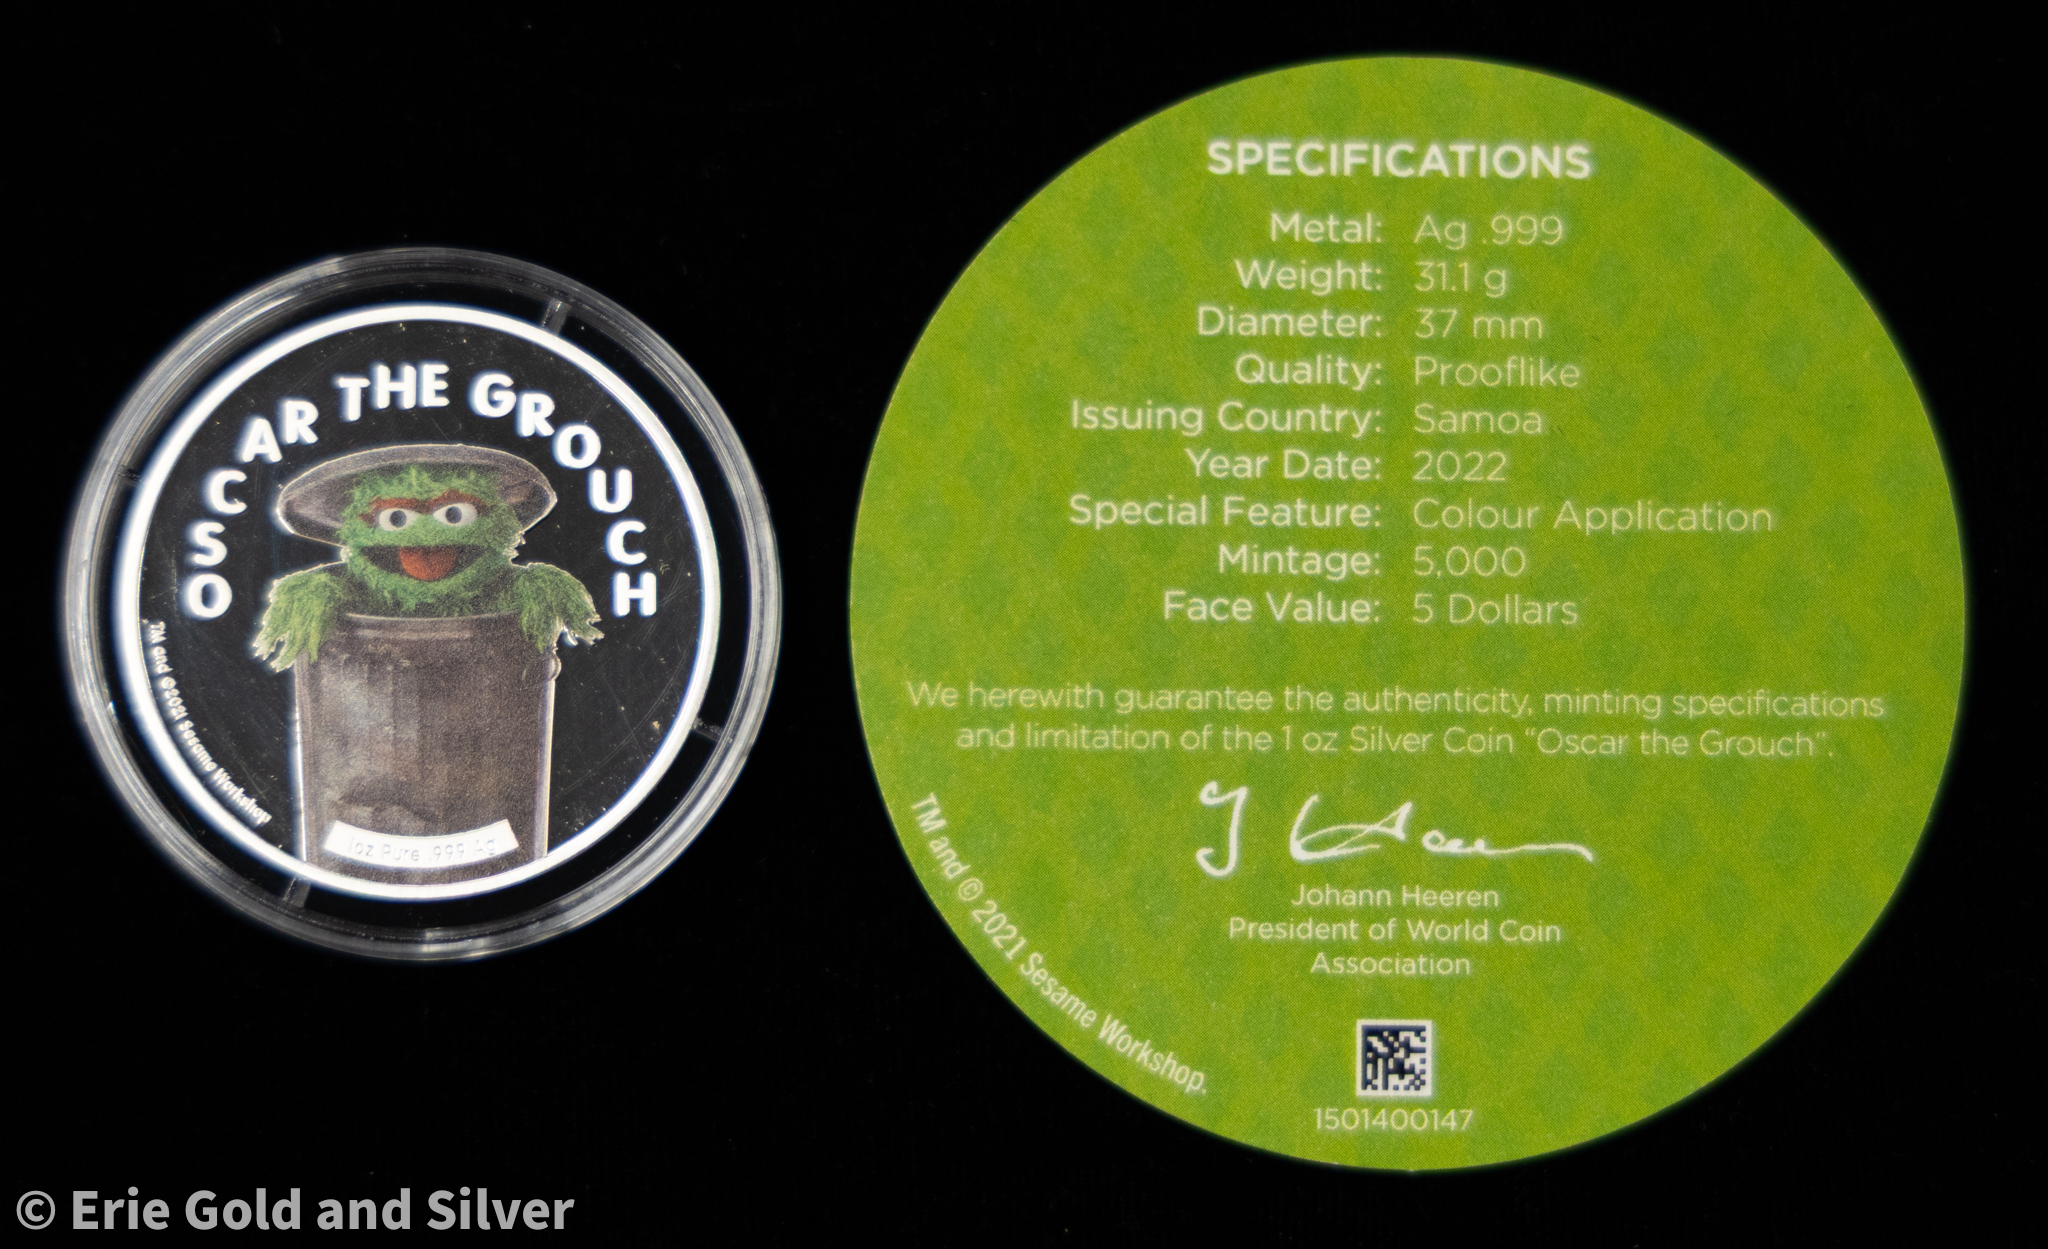 OSCAR THE GROUCH
TM and ©2021 Sesame Workshop
1oz Pure .999 Ag
SPECIFICATIONS
Metal: Ag .999
Weight: 31.1 g
Diameter: 37 mm
Quality: Prooflike
Issuing Country: Samoa
Year Date: 2022
Special Feature: Colour Application
Mintage: 5,000
Face Value: 5 Dollars
We herewith guarantee the authenticity, minting specifications
and limitation of the 1 oz Silver Coin “Oscar the Grouch”.
J Heeren
Johann Heeren
President of World Coin
Association
TM and © 2021 Sesame Workshop.
1501400147
© Erie Gold and Silver